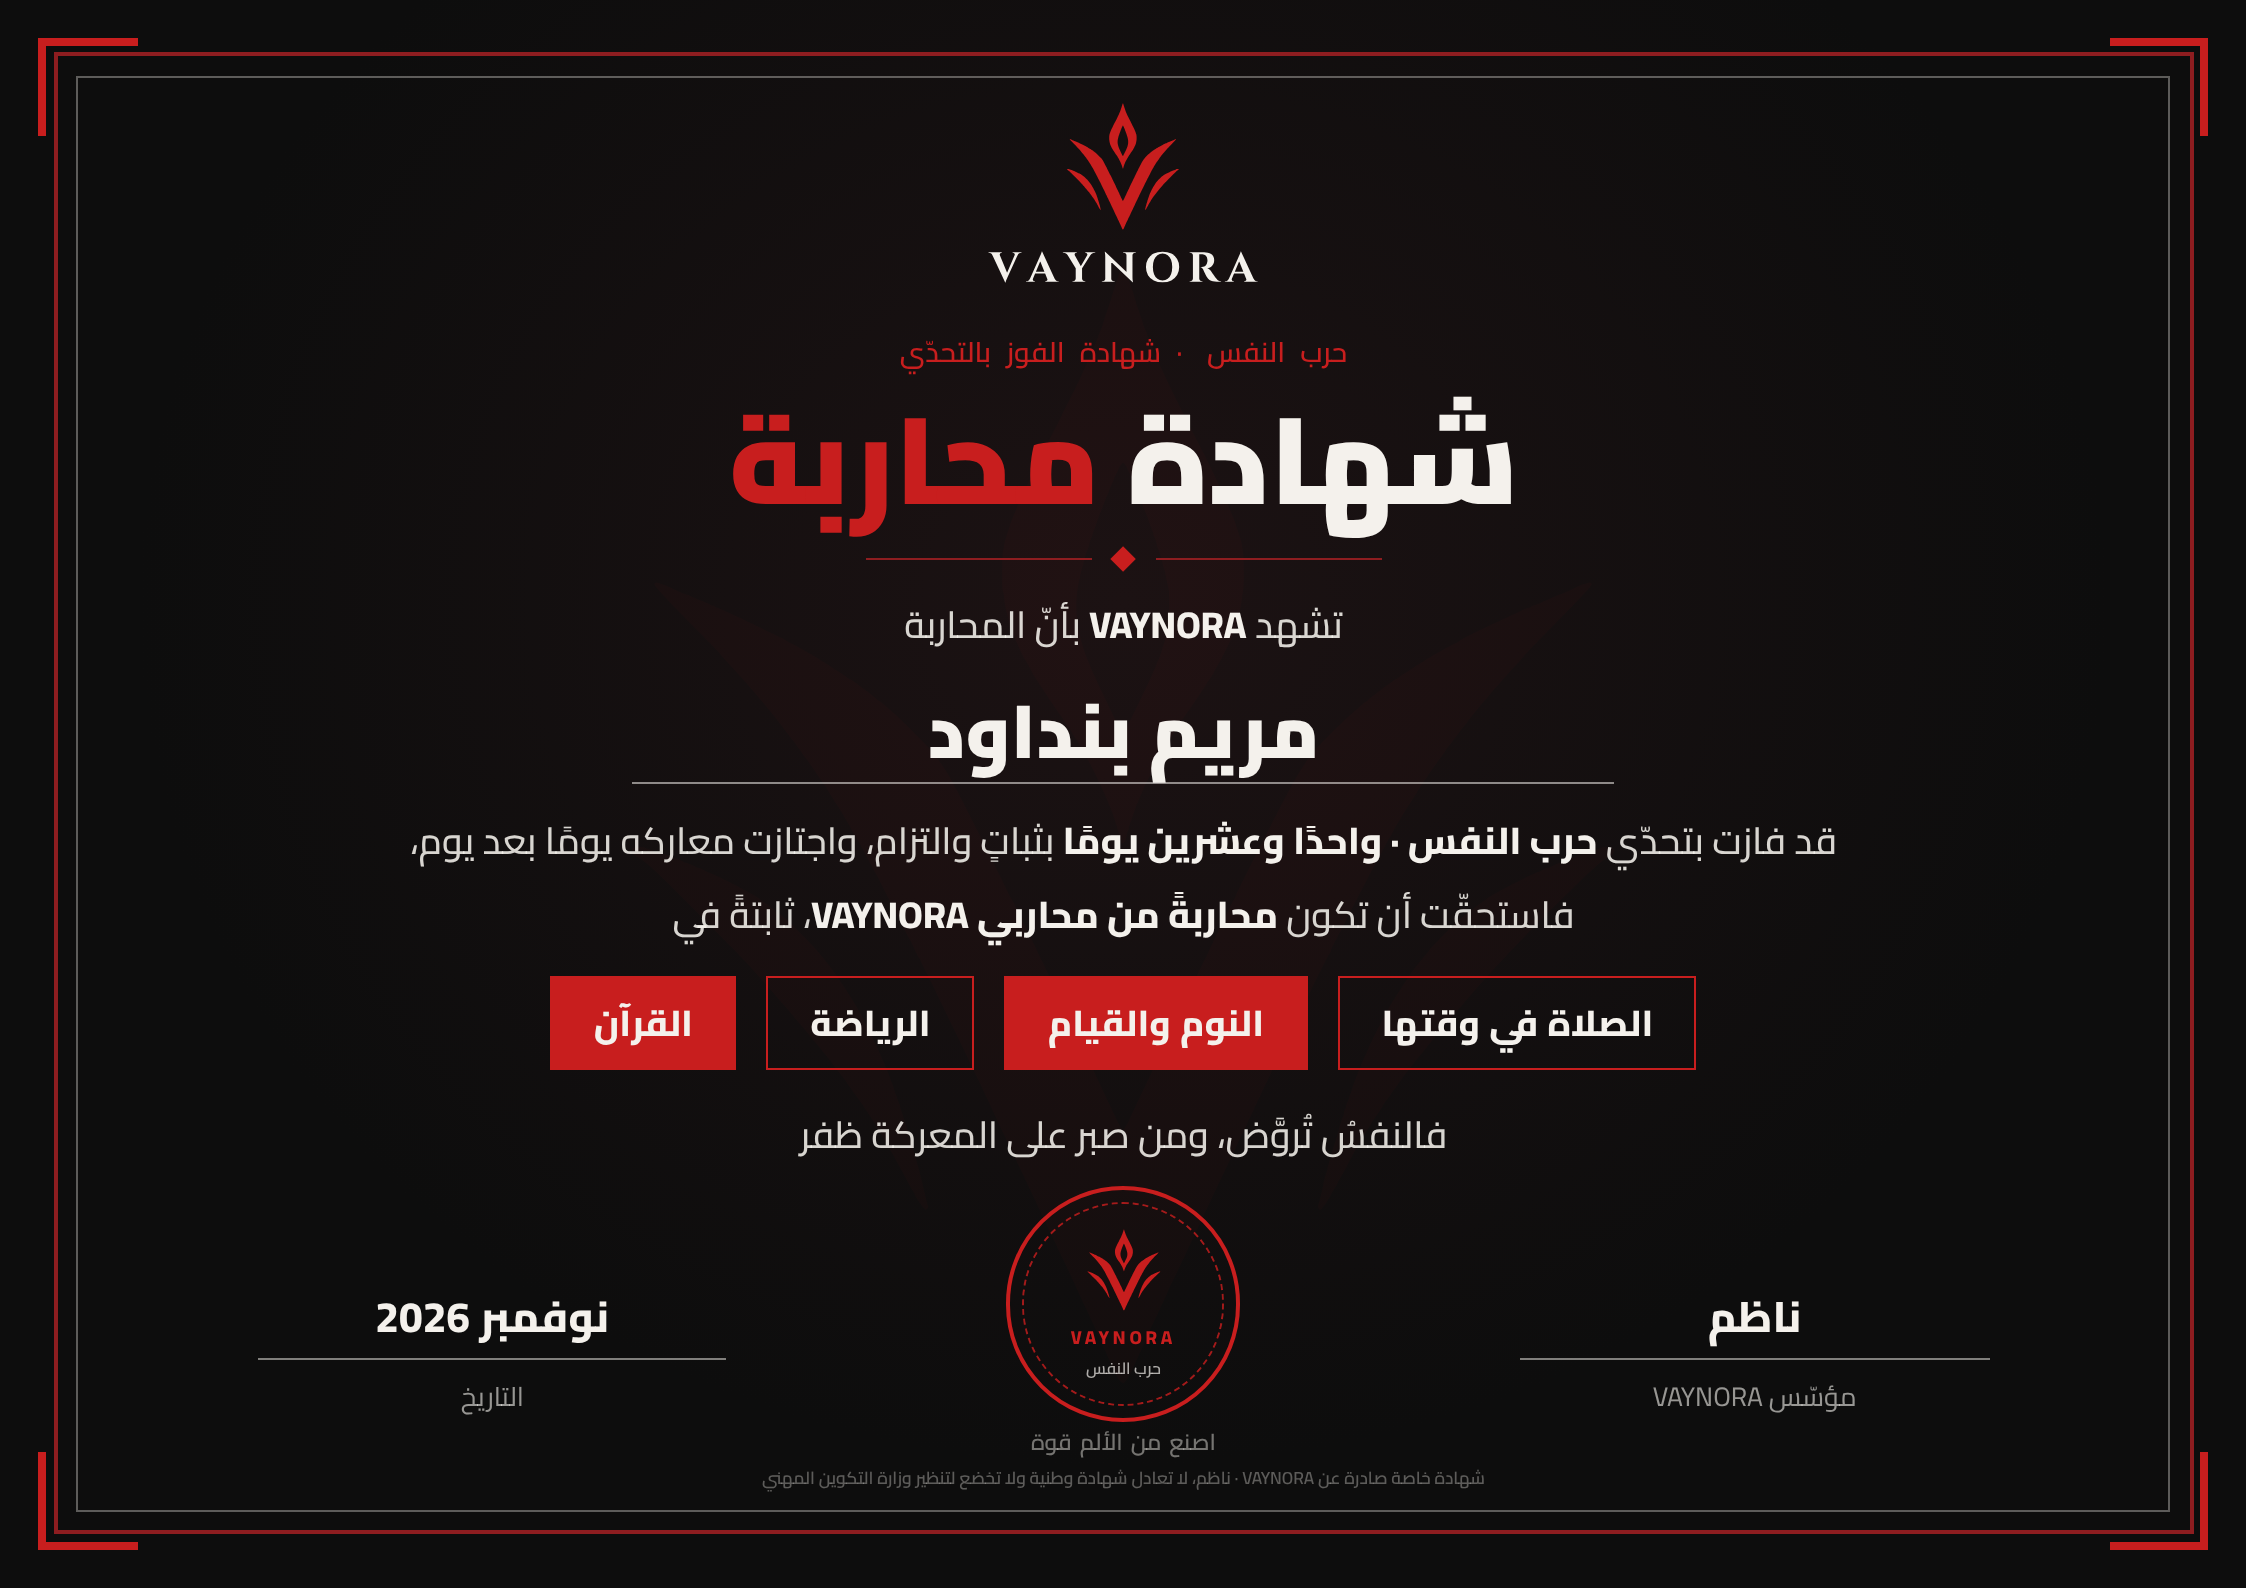 VAYNORA
حرب النفس · شهادة الفوز بالتحدّي
شهادة محاربة
تشهد VAYNORA بأنّ المحاربة
مريم بنداود
قد فازت بتحدّي حرب النفس · واحدًا وعشرين يومًا بثباتٍ والتزام، واجتازت معاركه يومًا بعد يوم،
فاستحقّت أن تكون محاربةً من محاربي VAYNORA، ثابتةً في
الصلاة في وقتها
النوم والقيام
الرياضة
القرآن
فالنفسُ تُروَّض، ومن صبر على المعركة ظفر
ناظم
مؤسّس VAYNORA
VAYNORA
حرب النفس
نوفمبر 2026
التاريخ
اصنع من الألم قوة
شهادة خاصة صادرة عن VAYNORA · ناظم، لا تعادل شهادة وطنية ولا تخضع لتنظير وزارة التكوين المهني